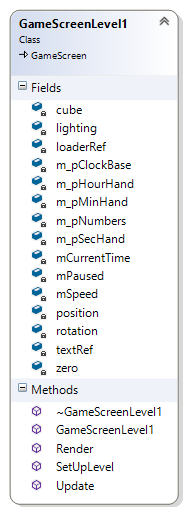 GameScreenLevel1
Class
GameScreen
Fields
cube
lighting
loaderRef
m_pClockBase
m_pHourHand
m_pMinHand
m_pNumbers
m_pSecHand
mCurrentTime
mPaused
mSpeed
position
rotation
textRef
zero
Methods
~GameScreenLevel1
GameScreenLevel1
Render
SetUpLevel
Update